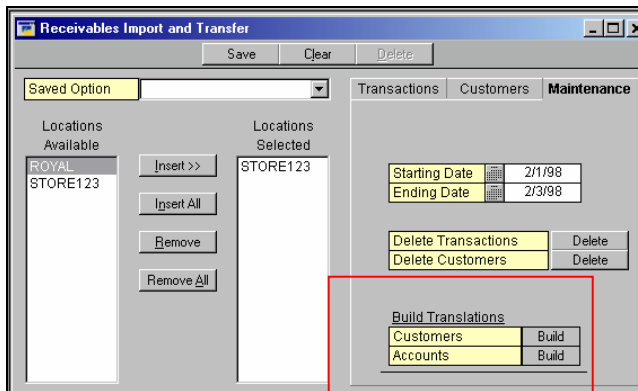 Receivables Import and Transfer
Save Clear Delete
Saved Option
Transactions Customers Maintenance
Locations Available
Locations Selected
ROYAL
STORE123
STORE123
Insert >>
Insert All
Remove
Remove All
Starting Date 2/1/98
Ending Date 2/3/98
Delete Transactions Delete
Delete Customers Delete
Build Translations
Customers Build
Accounts Build